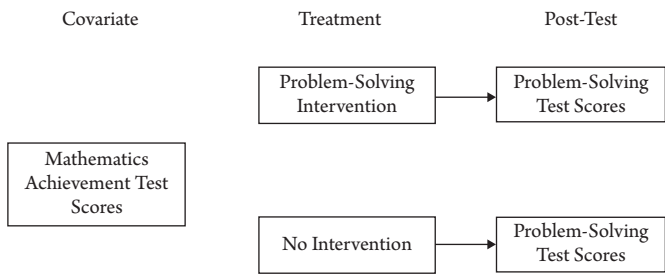 Covariate
Treatment
Post-Test
Problem-Solving
Intervention
Problem-Solving
Test Scores
Mathematics
Achievement Test
Scores
No Intervention
Problem-Solving
Test Scores